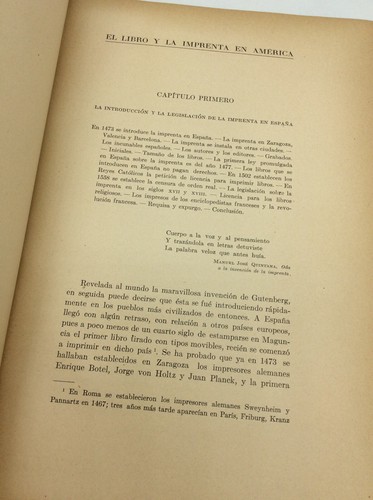 EL LIBRO Y LA IMPRENTA EN AMÉRICA
CAPÍTULO PRIMERO
LA INTRODUCCIÓN Y LA LEGISLACIÓN DE LA IMPRENTA EN ESPAÑA
En 1473 se introduce la imprenta en España. — La imprenta en Zaragoza,
Valencia y Barcelona. — La imprenta se instala en otras ciudades. —
Los incunables españoles. — Los autores y los editores. — Grabados
— Iniciales. — Tamaño de los libros. — La primera ley promulgada
en España sobre la imprenta es del año 1477. — Los libros que se
introducen en España no pagan derechos. — En 1502 establecen los
Reyes Católicos la petición de licencia para imprimir libros. — En
1558 se establece la censura de orden real. — La legislación sobre la
imprenta en los siglos XVII y XVIII. — Licencia para los libros
religiosos. — Los impresos de los enciclopedistas franceses y la revo-
lución francesa. — Requisa y expurgo. — Conclusión.
Cuerpo a la voz y al pensamiento
Y trazándola en letras detuviste
La palabra veloz que antes huía.
MANUEL JOSÉ QUINTANA, Oda
a la invención de la imprenta.
Revelada al mundo la maravillosa invención de Gutenberg,
en seguida puede decirse que ésta se fué introduciendo rápida-
mente en los pueblos más civilizados de entonces. A España
llegó con algún retraso, con relación a otros países europeos,
pues a poco menos de un cuarto siglo de estamparse en Magun-
cia el primer libro tirado con tipos movibles, recién se comenzó
a imprimir en dicho país ¹. Se ha probado que ya en 1473 se
hallaban establecidos en Zaragoza los impresores alemanes
Enrique Botel, Jorge von Holtz y Juan Planck, y la primera
¹ En Roma se establecieron los impresores alemanes Sweynheim y
Pannartz en 1467; tres años más tarde aparecían en París, Friburg, Kranz